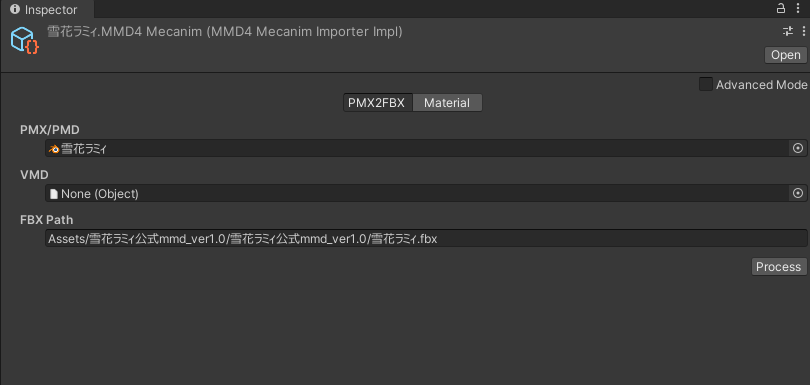 Inspector
雪花ラミィ.MMD4 Mecanim (MMD4 Mecanim Importer Impl)
Open
Advanced Mode
PMX2FBX Material
PMX/PMD
雪花ラミィ
VMD
None (Object)
FBX Path
Assets/雪花ラミィ公式mmd_ver1.0/雪花ラミィ公式mmd_ver1.0/雪花ラミィ.fbx
Process